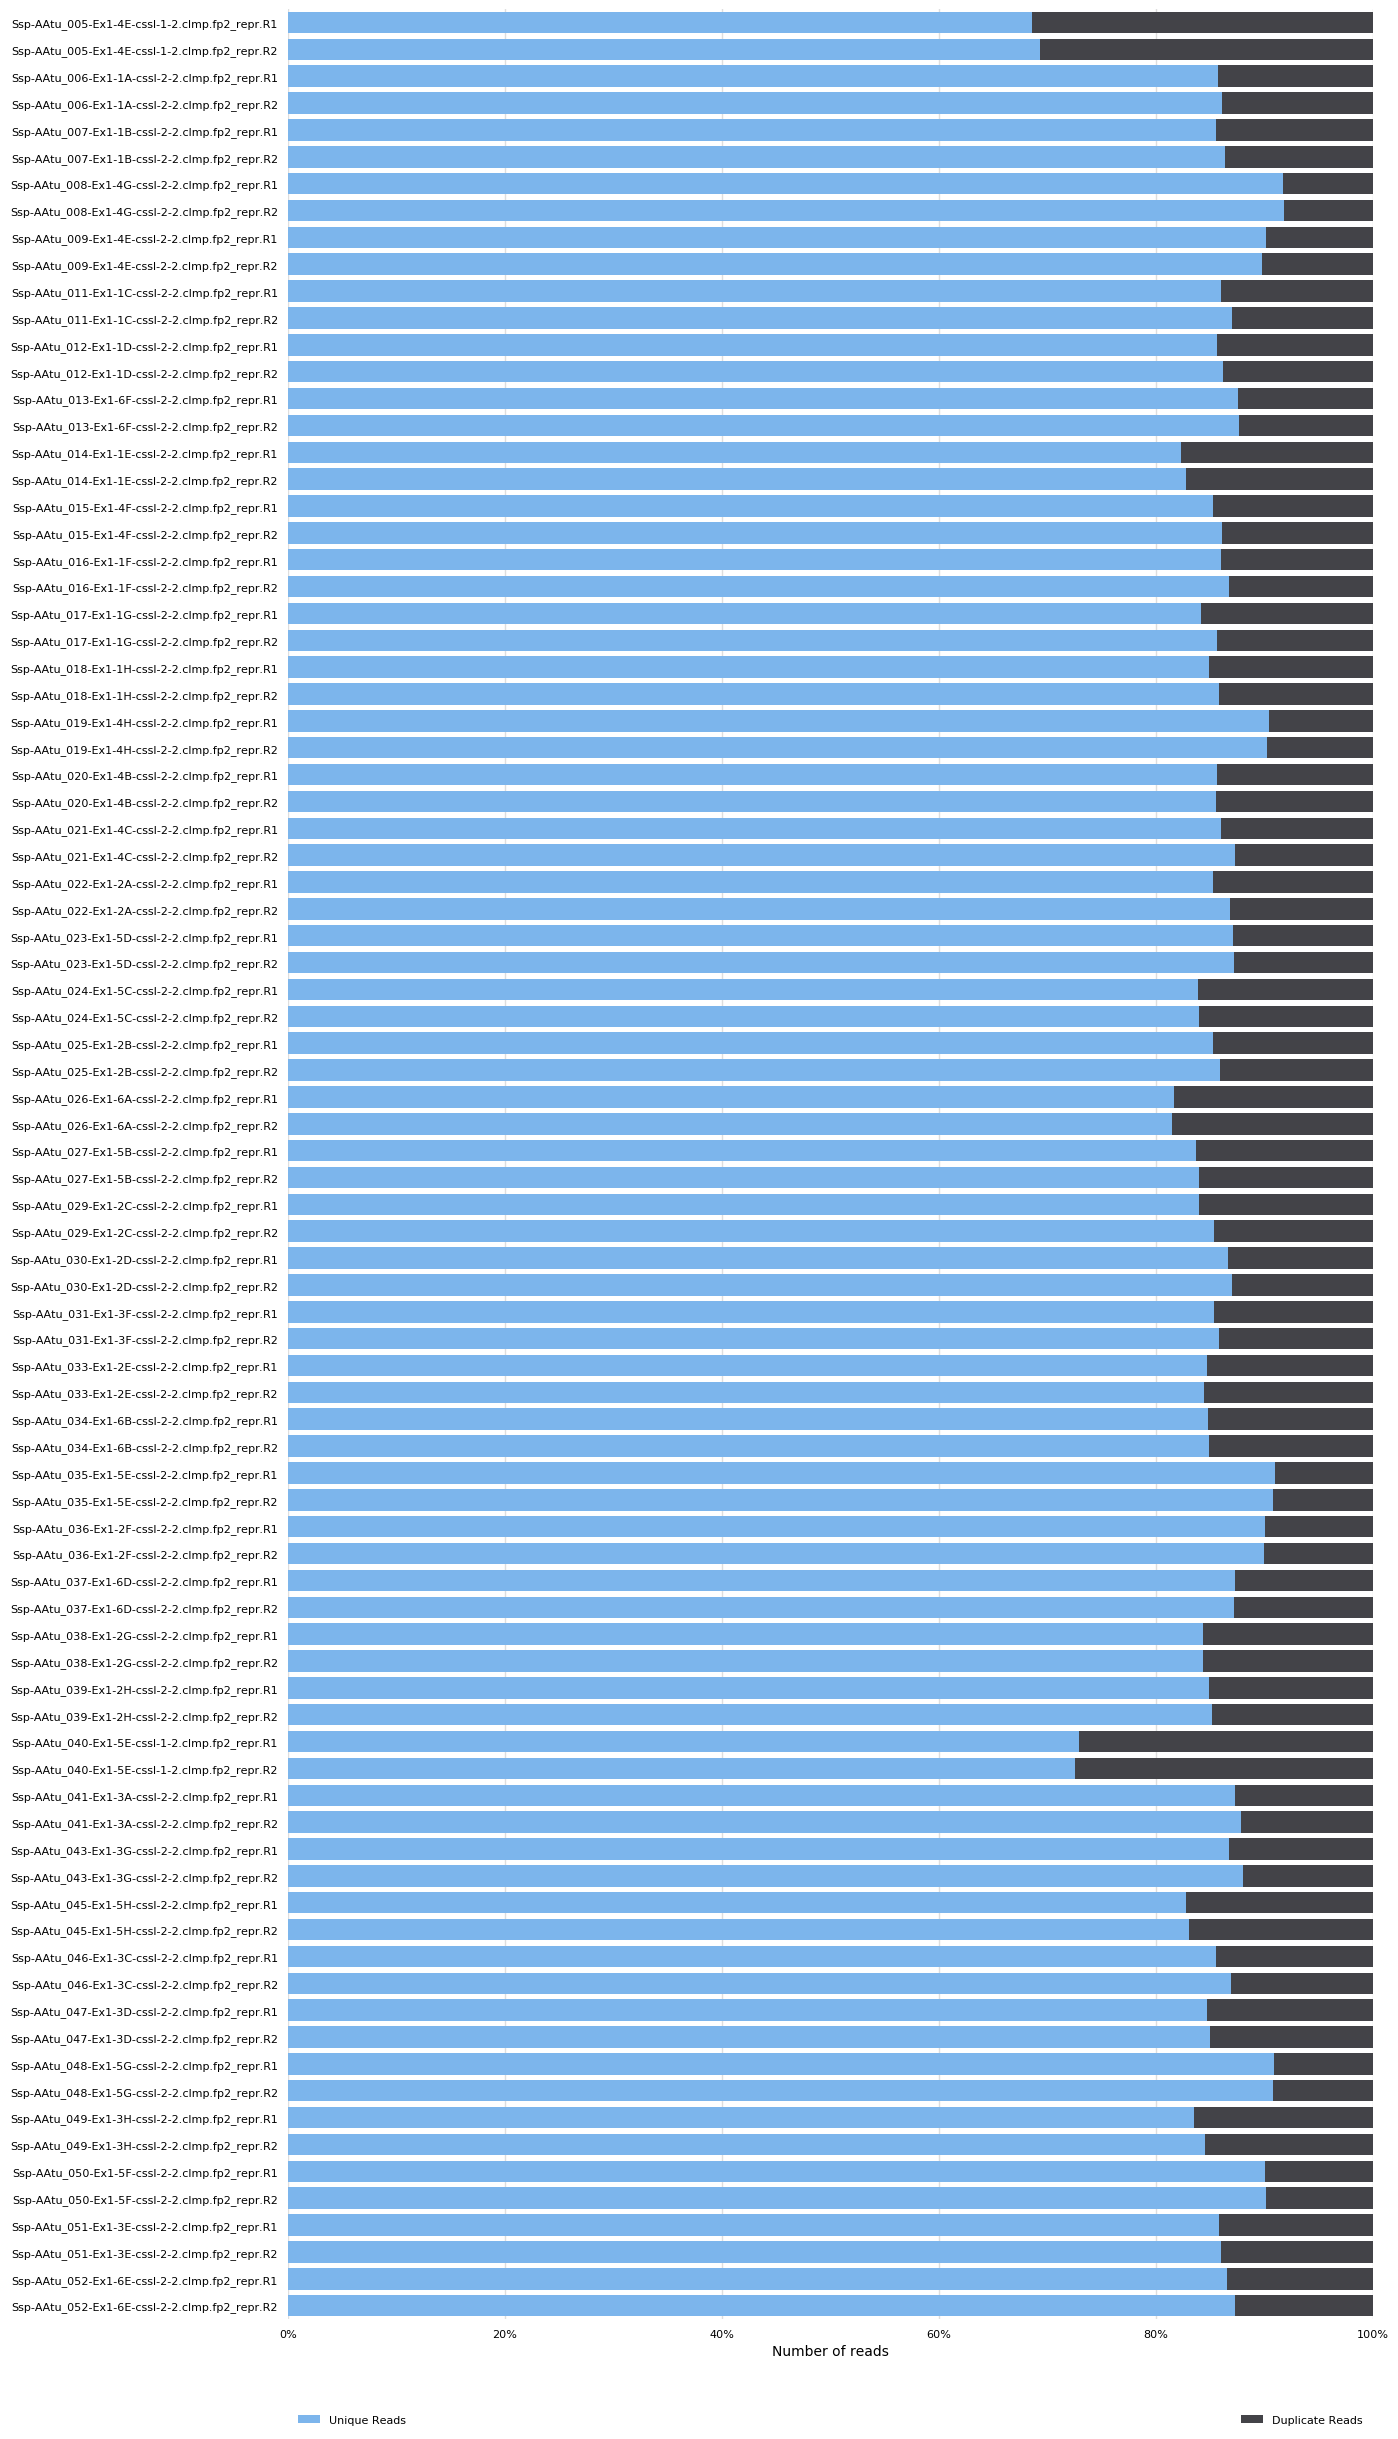 Ssp-AAtu_005-Ex1-4E-cssl-1-2.clmp.fp2_repr.R1
Ssp-AAtu_005-Ex1-4E-cssl-1-2.clmp.fp2_repr.R2
Ssp-AAtu_006-Ex1-1A-cssl-2-2.clmp.fp2_repr.R1
Ssp-AAtu_006-Ex1-1A-cssl-2-2.clmp.fp2_repr.R2
Ssp-AAtu_007-Ex1-1B-cssl-2-2.clmp.fp2_repr.R1
Ssp-AAtu_007-Ex1-1B-cssl-2-2.clmp.fp2_repr.R2
Ssp-AAtu_008-Ex1-4G-cssl-2-2.clmp.fp2_repr.R1
Ssp-AAtu_008-Ex1-4G-cssl-2-2.clmp.fp2_repr.R2
Ssp-AAtu_009-Ex1-4E-cssl-2-2.clmp.fp2_repr.R1
Ssp-AAtu_009-Ex1-4E-cssl-2-2.clmp.fp2_repr.R2
Ssp-AAtu_011-Ex1-1C-cssl-2-2.clmp.fp2_repr.R1
Ssp-AAtu_011-Ex1-1C-cssl-2-2.clmp.fp2_repr.R2
Ssp-AAtu_012-Ex1-1D-cssl-2-2.clmp.fp2_repr.R1
Ssp-AAtu_012-Ex1-1D-cssl-2-2.clmp.fp2_repr.R2
Ssp-AAtu_013-Ex1-6F-cssl-2-2.clmp.fp2_repr.R1
Ssp-AAtu_013-Ex1-6F-cssl-2-2.clmp.fp2_repr.R2
Ssp-AAtu_014-Ex1-1E-cssl-2-2.clmp.fp2_repr.R1
Ssp-AAtu_014-Ex1-1E-cssl-2-2.clmp.fp2_repr.R2
Ssp-AAtu_015-Ex1-4F-cssl-2-2.clmp.fp2_repr.R1
Ssp-AAtu_015-Ex1-4F-cssl-2-2.clmp.fp2_repr.R2
Ssp-AAtu_016-Ex1-1F-cssl-2-2.clmp.fp2_repr.R1
Ssp-AAtu_016-Ex1-1F-cssl-2-2.clmp.fp2_repr.R2
Ssp-AAtu_017-Ex1-1G-cssl-2-2.clmp.fp2_repr.R1
Ssp-AAtu_017-Ex1-1G-cssl-2-2.clmp.fp2_repr.R2
Ssp-AAtu_018-Ex1-1H-cssl-2-2.clmp.fp2_repr.R1
Ssp-AAtu_018-Ex1-1H-cssl-2-2.clmp.fp2_repr.R2
Ssp-AAtu_019-Ex1-4H-cssl-2-2.clmp.fp2_repr.R1
Ssp-AAtu_019-Ex1-4H-cssl-2-2.clmp.fp2_repr.R2
Ssp-AAtu_020-Ex1-4B-cssl-2-2.clmp.fp2_repr.R1
Ssp-AAtu_020-Ex1-4B-cssl-2-2.clmp.fp2_repr.R2
Ssp-AAtu_021-Ex1-4C-cssl-2-2.clmp.fp2_repr.R1
Ssp-AAtu_021-Ex1-4C-cssl-2-2.clmp.fp2_repr.R2
Ssp-AAtu_022-Ex1-2A-cssl-2-2.clmp.fp2_repr.R1
Ssp-AAtu_022-Ex1-2A-cssl-2-2.clmp.fp2_repr.R2
Ssp-AAtu_023-Ex1-5D-cssl-2-2.clmp.fp2_repr.R1
Ssp-AAtu_023-Ex1-5D-cssl-2-2.clmp.fp2_repr.R2
Ssp-AAtu_024-Ex1-5C-cssl-2-2.clmp.fp2_repr.R1
Ssp-AAtu_024-Ex1-5C-cssl-2-2.clmp.fp2_repr.R2
Ssp-AAtu_025-Ex1-2B-cssl-2-2.clmp.fp2_repr.R1
Ssp-AAtu_025-Ex1-2B-cssl-2-2.clmp.fp2_repr.R2
Ssp-AAtu_026-Ex1-6A-cssl-2-2.clmp.fp2_repr.R1
Ssp-AAtu_026-Ex1-6A-cssl-2-2.clmp.fp2_repr.R2
Ssp-AAtu_027-Ex1-5B-cssl-2-2.clmp.fp2_repr.R1
Ssp-AAtu_027-Ex1-5B-cssl-2-2.clmp.fp2_repr.R2
Ssp-AAtu_029-Ex1-2C-cssl-2-2.clmp.fp2_repr.R1
Ssp-AAtu_029-Ex1-2C-cssl-2-2.clmp.fp2_repr.R2
Ssp-AAtu_030-Ex1-2D-cssl-2-2.clmp.fp2_repr.R1
Ssp-AAtu_030-Ex1-2D-cssl-2-2.clmp.fp2_repr.R2
Ssp-AAtu_031-Ex1-3F-cssl-2-2.clmp.fp2_repr.R1
Ssp-AAtu_031-Ex1-3F-cssl-2-2.clmp.fp2_repr.R2
Ssp-AAtu_033-Ex1-2E-cssl-2-2.clmp.fp2_repr.R1
Ssp-AAtu_033-Ex1-2E-cssl-2-2.clmp.fp2_repr.R2
Ssp-AAtu_034-Ex1-6B-cssl-2-2.clmp.fp2_repr.R1
Ssp-AAtu_034-Ex1-6B-cssl-2-2.clmp.fp2_repr.R2
Ssp-AAtu_035-Ex1-5E-cssl-2-2.clmp.fp2_repr.R1
Ssp-AAtu_035-Ex1-5E-cssl-2-2.clmp.fp2_repr.R2
Ssp-AAtu_036-Ex1-2F-cssl-2-2.clmp.fp2_repr.R1
Ssp-AAtu_036-Ex1-2F-cssl-2-2.clmp.fp2_repr.R2
Ssp-AAtu_037-Ex1-6D-cssl-2-2.clmp.fp2_repr.R1
Ssp-AAtu_037-Ex1-6D-cssl-2-2.clmp.fp2_repr.R2
Ssp-AAtu_038-Ex1-2G-cssl-2-2.clmp.fp2_repr.R1
Ssp-AAtu_038-Ex1-2G-cssl-2-2.clmp.fp2_repr.R2
Ssp-AAtu_039-Ex1-2H-cssl-2-2.clmp.fp2_repr.R1
Ssp-AAtu_039-Ex1-2H-cssl-2-2.clmp.fp2_repr.R2
Ssp-AAtu_040-Ex1-5E-cssl-1-2.clmp.fp2_repr.R1
Ssp-AAtu_040-Ex1-5E-cssl-1-2.clmp.fp2_repr.R2
Ssp-AAtu_041-Ex1-3A-cssl-2-2.clmp.fp2_repr.R1
Ssp-AAtu_041-Ex1-3A-cssl-2-2.clmp.fp2_repr.R2
Ssp-AAtu_043-Ex1-3G-cssl-2-2.clmp.fp2_repr.R1
Ssp-AAtu_043-Ex1-3G-cssl-2-2.clmp.fp2_repr.R2
Ssp-AAtu_045-Ex1-5H-cssl-2-2.clmp.fp2_repr.R1
Ssp-AAtu_045-Ex1-5H-cssl-2-2.clmp.fp2_repr.R2
Ssp-AAtu_046-Ex1-3C-cssl-2-2.clmp.fp2_repr.R1
Ssp-AAtu_046-Ex1-3C-cssl-2-2.clmp.fp2_repr.R2
Ssp-AAtu_047-Ex1-3D-cssl-2-2.clmp.fp2_repr.R1
Ssp-AAtu_047-Ex1-3D-cssl-2-2.clmp.fp2_repr.R2
Ssp-AAtu_048-Ex1-5G-cssl-2-2.clmp.fp2_repr.R1
Ssp-AAtu_048-Ex1-5G-cssl-2-2.clmp.fp2_repr.R2
Ssp-AAtu_049-Ex1-3H-cssl-2-2.clmp.fp2_repr.R1
Ssp-AAtu_049-Ex1-3H-cssl-2-2.clmp.fp2_repr.R2
Ssp-AAtu_050-Ex1-5F-cssl-2-2.clmp.fp2_repr.R1
Ssp-AAtu_050-Ex1-5F-cssl-2-2.clmp.fp2_repr.R2
Ssp-AAtu_051-Ex1-3E-cssl-2-2.clmp.fp2_repr.R1
Ssp-AAtu_051-Ex1-3E-cssl-2-2.clmp.fp2_repr.R2
Ssp-AAtu_052-Ex1-6E-cssl-2-2.clmp.fp2_repr.R1
Ssp-AAtu_052-Ex1-6E-cssl-2-2.clmp.fp2_repr.R2
0% 20% 40% 60% 80% 100%
Number of reads
Unique Reads Duplicate Reads